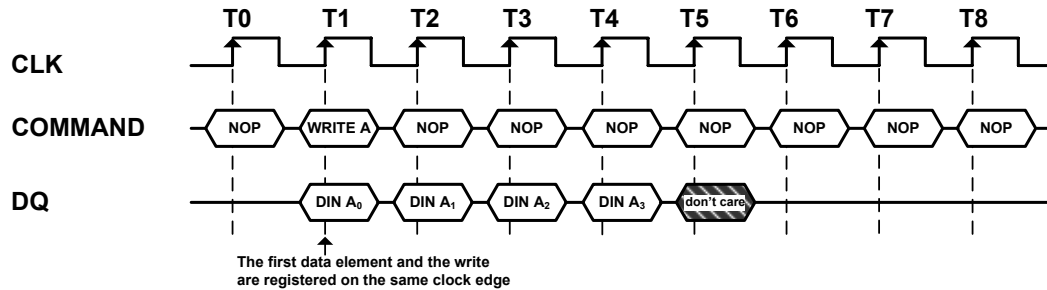 T0 T1 T2 T3 T4 T5 T6 T7 T8
CLK
COMMAND NOP WRITE A NOP NOP NOP NOP NOP NOP NOP
DQ DIN A₀ DIN A₁ DIN A₂ DIN A₃ don't care
The first data element and the write
are registered on the same clock edge